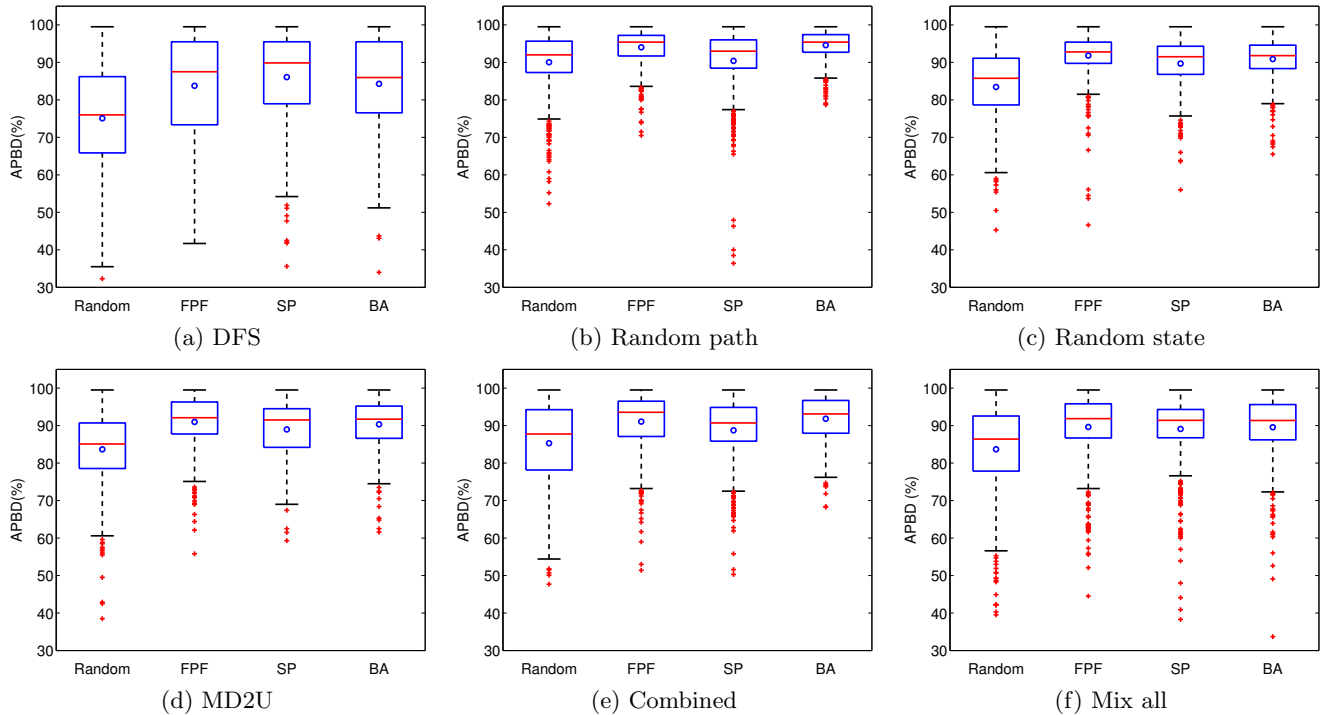 100
90
80
70
60
50
40
30
APBD(%)
Random FPF SP BA
(a) DFS
100
90
80
70
60
50
40
30
APBD(%)
Random FPF SP BA
(b) Random path
100
90
80
70
60
50
40
30
APBD(%)
Random FPF SP BA
(c) Random state
100
90
80
70
60
50
40
30
APBD(%)
Random FPF SP BA
(d) MD2U
100
90
80
70
60
50
40
30
APBD(%)
Random FPF SP BA
(e) Combined
100
90
80
70
60
50
40
30
APBD (%)
Random FPF SP BA
(f) Mix all